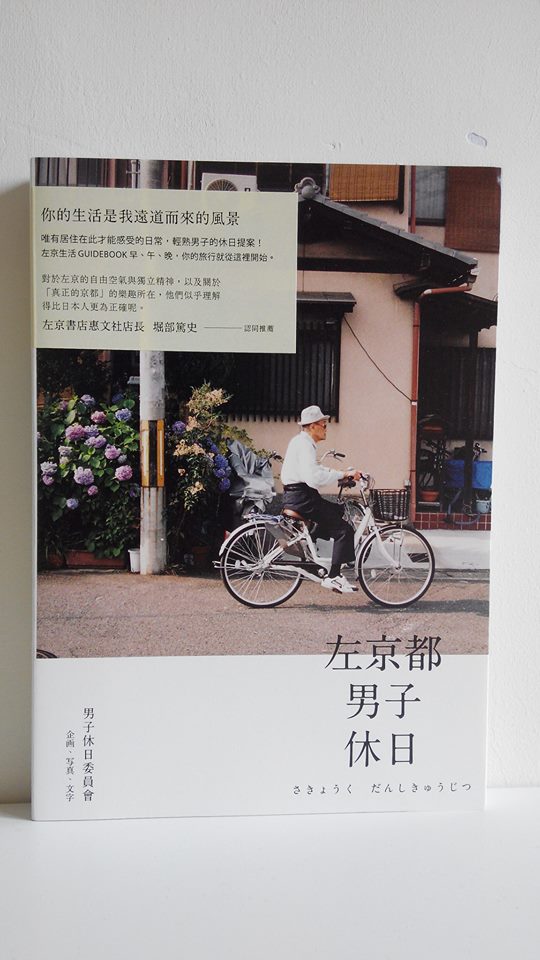 你的生活是我遠道而來的風景
唯有居住在此才能感受的日常，輕熟男子的休日提案！
左京生活 GUIDEBOOK 早、午、晚，你的旅行就從這裡開始。
對於左京的自由空氣與獨立精神，以及關於
「真正的京都」的樂趣所在，他們似乎理解
得比日本人更為正確呢。
左京書店惠文社店長　堀部篤史 ——— 認同推薦
左京都
男子
休日
さきょうく　だんしきゅうじつ
男子休日委員會
企画、写真、文字